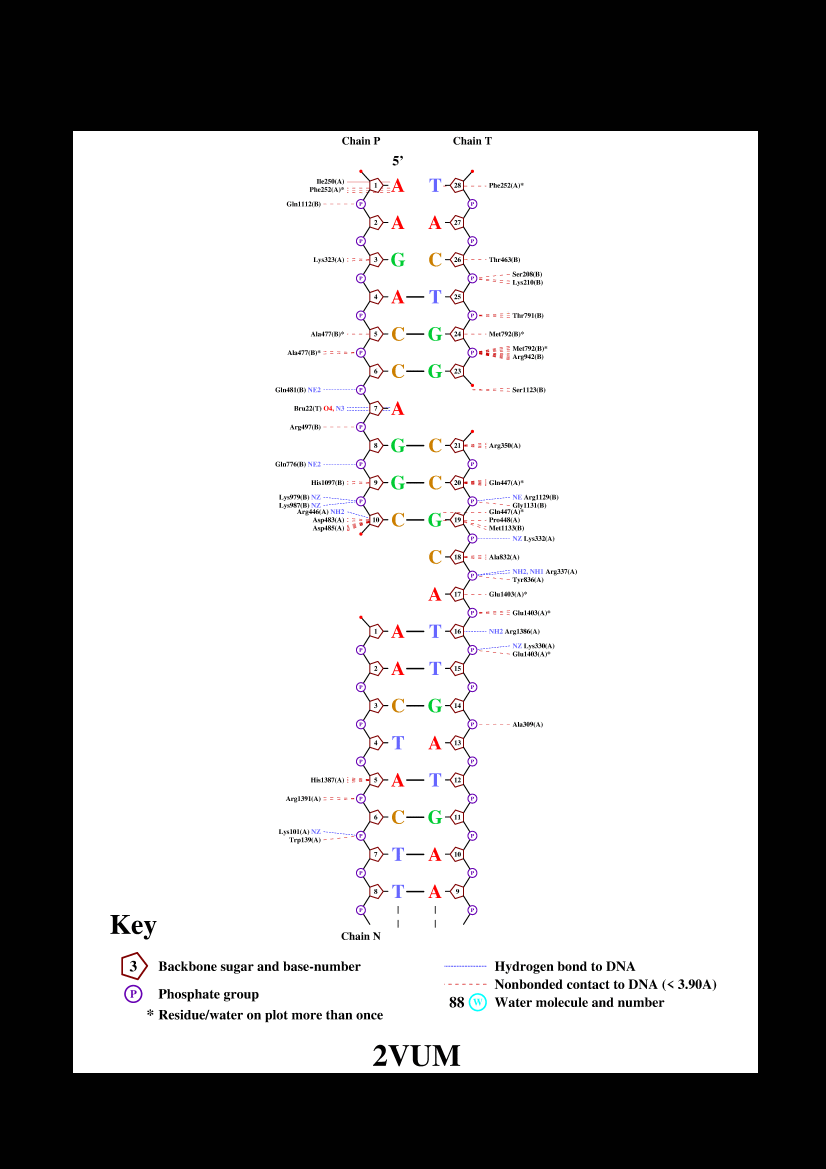 Chain P Chain T
5’
Ile250(A) 1 A T 28 Phe252(A)*
Phe252(A)*
Gln1112(B) P P
2 A A 27
P P
Lys323(A) 3 G C 26 Thr463(B)
P P Ser208(B)
Lys210(B)
4 A T 25
P P Thr791(B)
Ala477(B)* 5 C G 24 Met792(B)*
Ala477(B)* P P Met792(B)*
Arg942(B)
6 C G 23
Gln481(B) NE2 P Ser1123(B)
Bru22(T) O4, N3 7 A
Arg497(B) P
8 G C 21 Arg350(A)
Gln776(B) NE2 P P
His1097(B) 9 G C 20 Gln447(A)*
Lys979(B) NZ P P NE Arg1129(B)
Lys987(B) NZ Gly1131(B)
Arg446(A) NH2 Gln447(A)*
Asp483(A) 10 C G 19 Pro448(A)
Asp485(A) Met1133(B)
P NZ Lys332(A)
C 18 Ala832(A)
P NH2, NH1 Arg337(A)
Tyr836(A)
A 17 Glu1403(A)*
P Glu1403(A)*
1 A T 16 NH2 Arg1386(A)
P P NZ Lys330(A)
Glu1403(A)*
2 A T 15
P P
3 C G 14
P P Ala309(A)
4 T A 13
P P
His1387(A) 5 A T 12
Arg1391(A) P P
6 C G 11
Lys101(A) NZ P P
Trp139(A)
7 T A 10
P P
8 T A 9
P P
Key
Chain N
3 Backbone sugar and base-number
P Phosphate group
* Residue/water on plot more than once
Hydrogen bond to DNA
Nonbonded contact to DNA (< 3.90A)
88 W Water molecule and number
2VUM